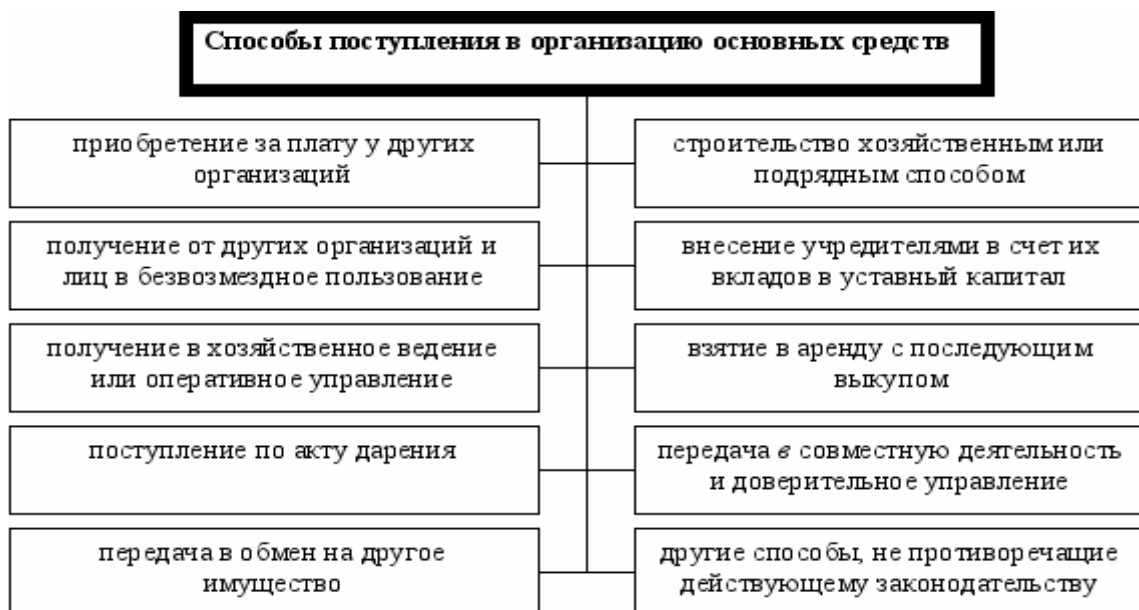 Способы поступления в организацию основных средств
приобретение за плату у других
организаций
строительство хозяйственным или
подрядным способом
получение от других организаций и
лиц в безвозмездное пользование
внесение учредителями в счет их
вкладов в уставный капитал
получение в хозяйственное ведение
или оперативное управление
взятие в аренду с последующим
выкупом
поступление по акту дарения
передача в совместную деятельность
и доверительное управление
передача в обмен на другое
имущество
другие способы, не противоречащие
действующему законодательству